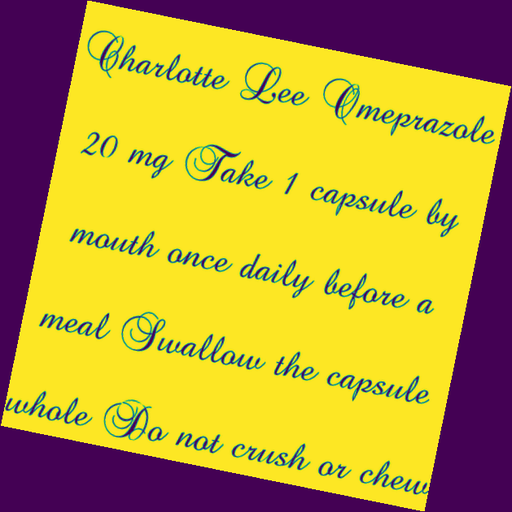 Charlotte Lee Omeprazole
20 mg Take 1 capsule by
mouth once daily before a
meal Swallow the capsule
whole Do not crush or chew